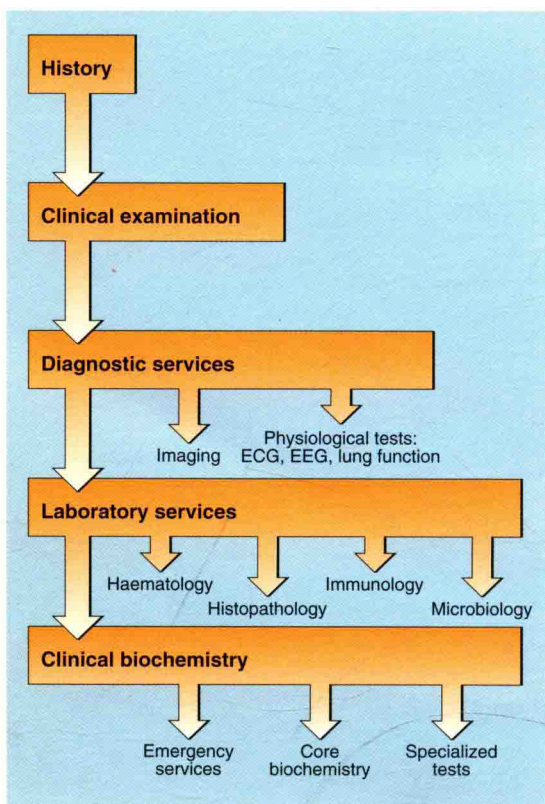 History
Clinical examination
Diagnostic services
Imaging
Physiological tests:
ECG, EEG, lung function
Laboratory services
Haematology
Histopathology
Immunology
Microbiology
Clinical biochemistry
Emergency
services
Core
biochemistry
Specialized
tests